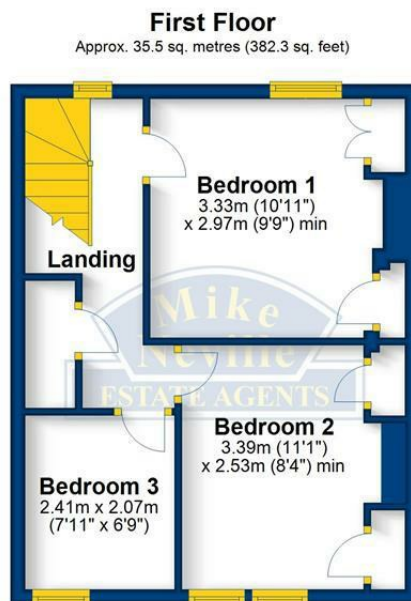 First Floor
Approx. 35.5 sq. metres (382.3 sq. feet)
Bedroom 1
3.33m (10'11")
x 2.97m (9'9") min
Landing
Mike
Neville
ESTATE AGENTS
Bedroom 2
3.39m (11'1")
x 2.53m (8'4") min
Bedroom 3
2.41m x 2.07m
(7'11" x 6'9")